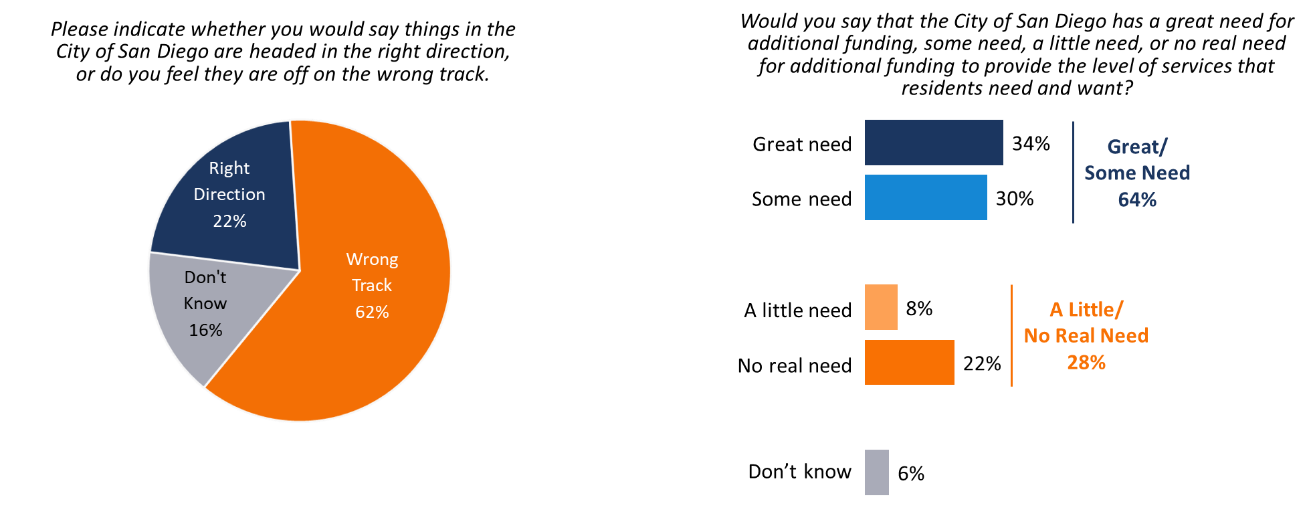 Please indicate whether you would say things in the
City of San Diego are headed in the right direction,
or do you feel they are off on the wrong track.
Right
Direction
22%
Wrong
Track
62%
Don't
Know
16%
Would you say that the City of San Diego has a great need for
additional funding, some need, a little need, or no real need
for additional funding to provide the level of services that
residents need and want?
Great need 34%
Some need 30%
Great/
Some Need
64%
A little need 8%
No real need 22%
A Little/
No Real Need
28%
Don’t know 6%